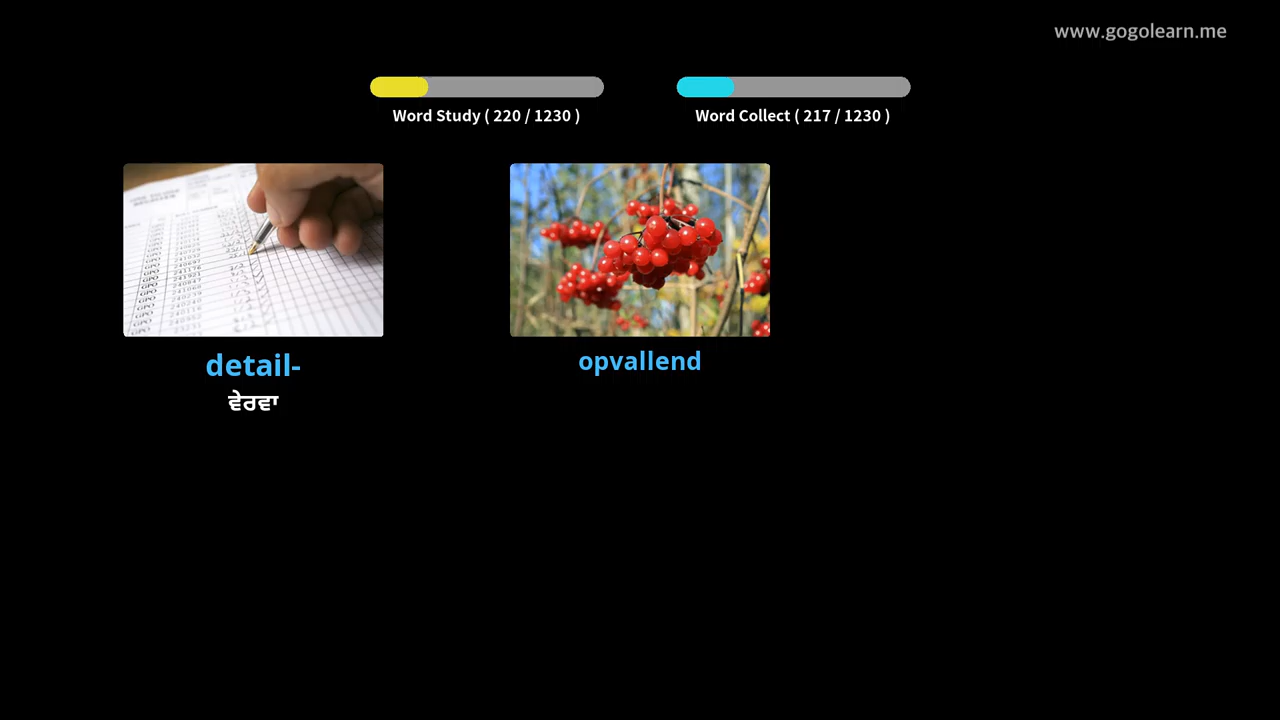 www.gogolearn.me
Word Study ( 220 / 1230 )
Word Collect ( 217 / 1230 )
detail-
ਵੇਰਵਾ
opvallend